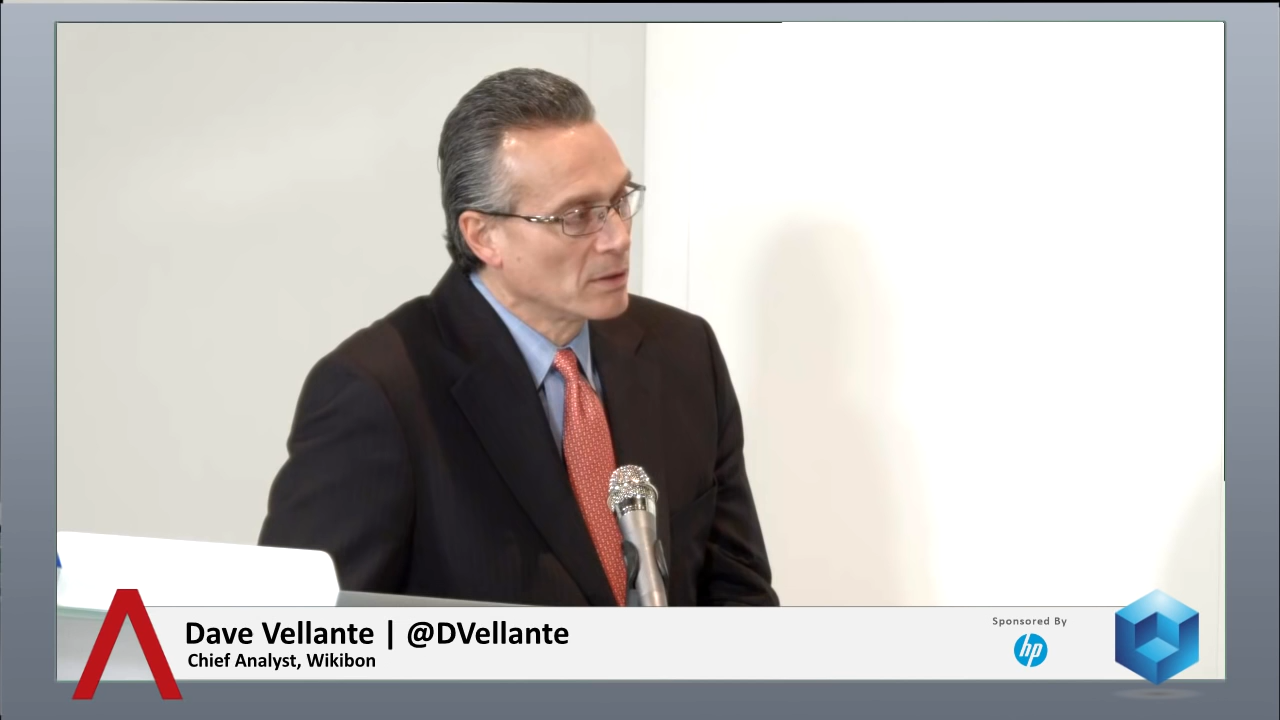 Dave Vellante | @DVellante
Chief Analyst, Wikibon
Sponsored By
hp